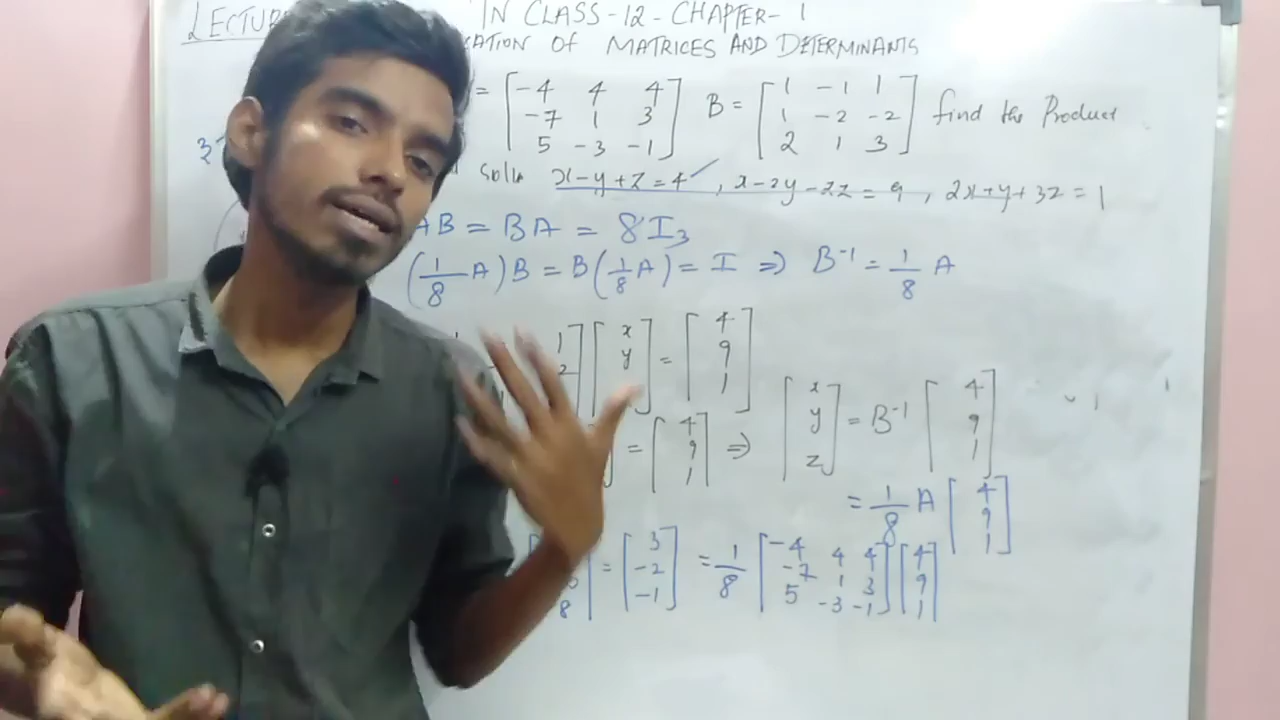 IN CLASS-12-CHAPTER-1
OF MATRICES AND DETERMINANTS
= [-4 4 4
-7 1 3
5 -3 -1]
B = [1 -1 1
1 -2 -2
2 1 3]
find the Product
x-y+z=4 , x-2y-2z=9 , 2x+y+3z=1
AB = BA = 8I₃
(1/8 A)B = B(1/8 A) = I ⇒ B⁻¹ = 1/8 A
1] [x
y
] = [4
9
1]
= [4
9
1] ⇒ [x
y
z] = B⁻¹ [4
9
1]
= 1/8 A [4
9
1]
8] = [3
-2
-1] = 1/8 [-4 4 4
-7 1 3
5 -3 -1] [4
9
1]